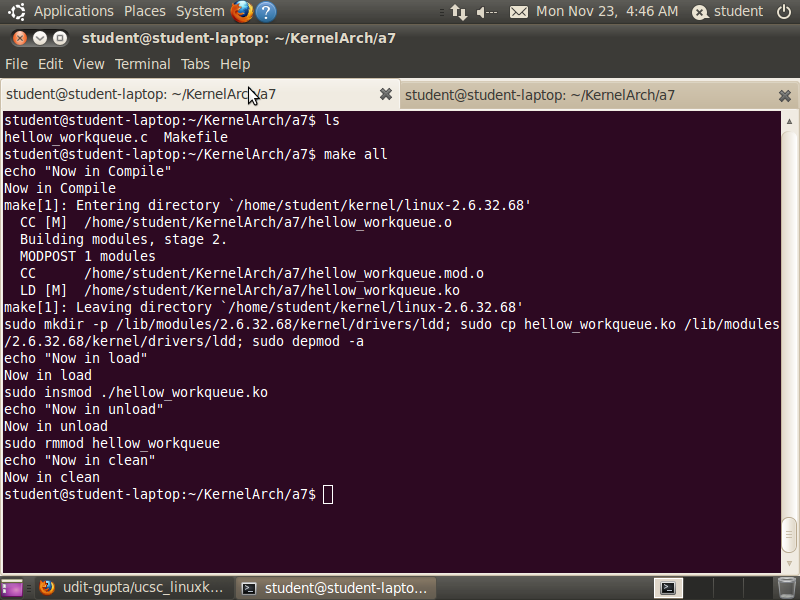 Applications Places System Mon Nov 23, 4:46 AM student
student@student-laptop: ~/KernelArch/a7
File Edit View Terminal Tabs Help
student@student-laptop: ~/KernelArch/a7 student@student-laptop: ~/KernelArch/a7
student@student-laptop:~/KernelArch/a7$ ls
hellow_workqueue.c  Makefile
student@student-laptop:~/KernelArch/a7$ make all
echo "Now in Compile"
Now in Compile
make[1]: Entering directory `/home/student/kernel/linux-2.6.32.68'
  CC [M]  /home/student/KernelArch/a7/hellow_workqueue.o
  Building modules, stage 2.
  MODPOST 1 modules
  CC      /home/student/KernelArch/a7/hellow_workqueue.mod.o
  LD [M]  /home/student/KernelArch/a7/hellow_workqueue.ko
make[1]: Leaving directory `/home/student/kernel/linux-2.6.32.68'
sudo mkdir -p /lib/modules/2.6.32.68/kernel/drivers/ldd; sudo cp hellow_workqueue.ko /lib/modules
/2.6.32.68/kernel/drivers/ldd; sudo depmod -a
echo "Now in load"
Now in load
sudo insmod ./hellow_workqueue.ko
echo "Now in unload"
Now in unload
sudo rmmod hellow_workqueue
echo "Now in clean"
Now in clean
student@student-laptop:~/KernelArch/a7$
udit-gupta/ucsc_linuxk... student@student-lapto...